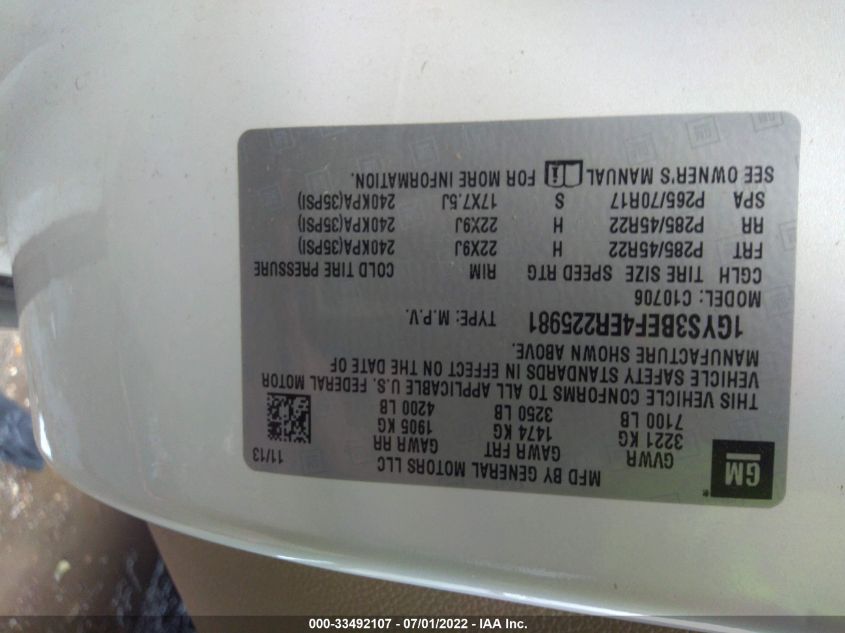 GM
®
MFD BY GENERAL MOTORS LLC
11/13
GVWR GAWR FRT GAWR RR
3221 KG 1474 KG 1905 KG
7100 LB 3250 LB 4200 LB
THIS VEHICLE CONFORMS TO ALL APPLICABLE U.S. FEDERAL MOTOR
VEHICLE SAFETY STANDARDS IN EFFECT ON THE DATE OF
MANUFACTURE SHOWN ABOVE.
1GYS3BEF4ER225981 TYPE: M.P.V.
MODEL: C10706
CGLH TIRE SIZE SPEED RTG RIM COLD TIRE PRESSURE
FRT P285/45R22 H 22X9J 240KPA(35PSI)
RR P285/45R22 H 22X9J 240KPA(35PSI)
SPA P265/70R17 S 17X7.5J 240KPA(35PSI)
SEE OWNER'S MANUAL FOR MORE INFORMATION.
000-33492107 - 07/01/2022 - IAA Inc.